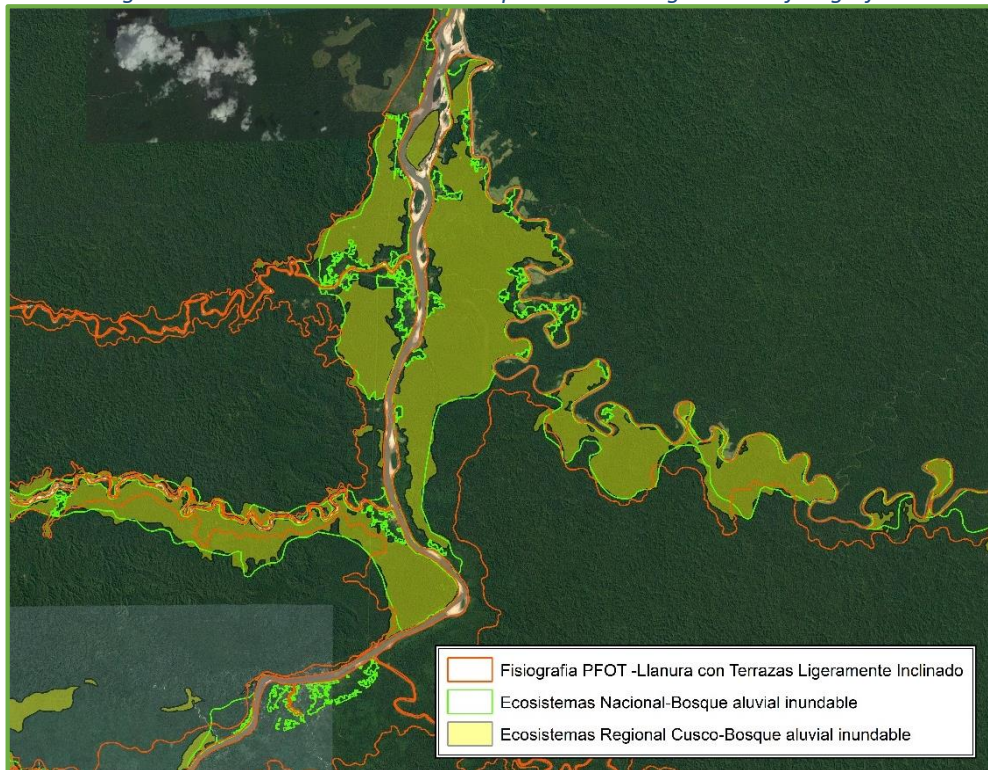 Fisiografia PFOT -Llanura con Terrazas Ligeramente Inclinado
Ecosistemas Nacional-Bosque aluvial inundable
Ecosistemas Regional Cusco-Bosque aluvial inundable